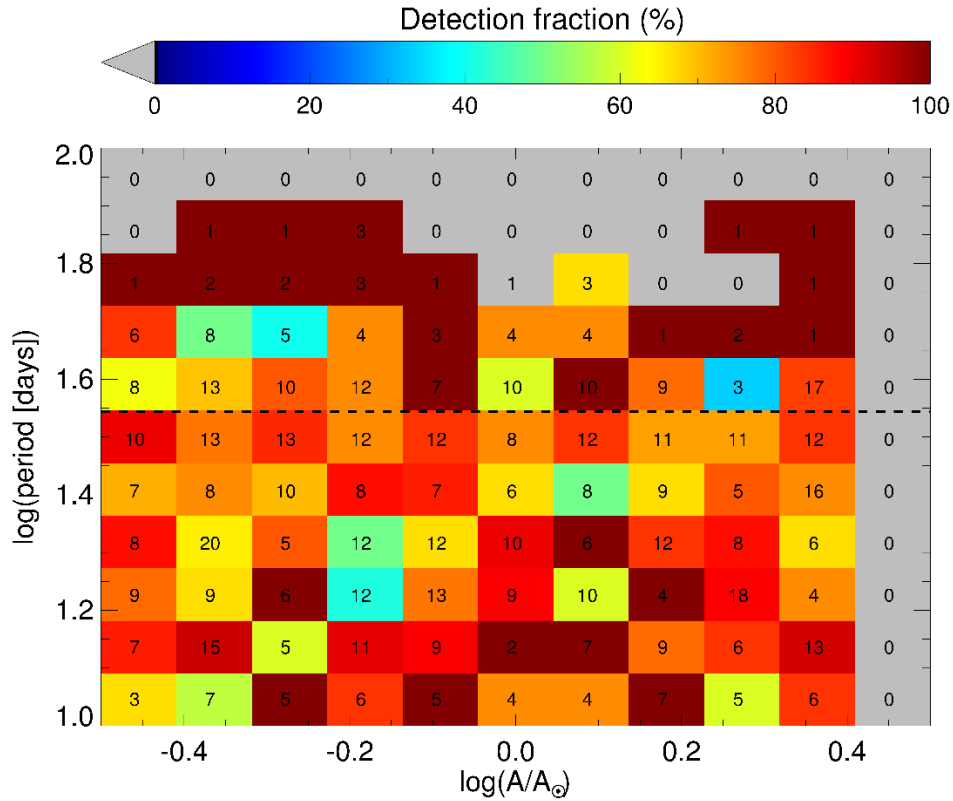 Detection fraction (%)
0 20 40 60 80 100
2.0
0 0 0 0 0 0 0 0 0 0
0 1 1 3 0 0 0 0 1 1 0
1.8
1 2 2 3 1 1 3 0 0 1 0
6 8 5 4 3 4 4 1 2 1 0
1.6
8 13 10 12 7 10 10 9 3 17 0
10 13 13 12 12 8 12 11 11 12 0
1.4
7 8 10 8 7 6 8 9 5 16 0
8 20 5 12 12 10 6 12 8 6 0
1.2
9 9 6 12 13 9 10 4 18 4 0
7 15 5 11 9 2 7 9 6 13 0
3 7 5 6 5 4 4 7 5 6 0
1.0
log(period [days])
-0.4 -0.2 0.0 0.2 0.4
log(A/A☉)